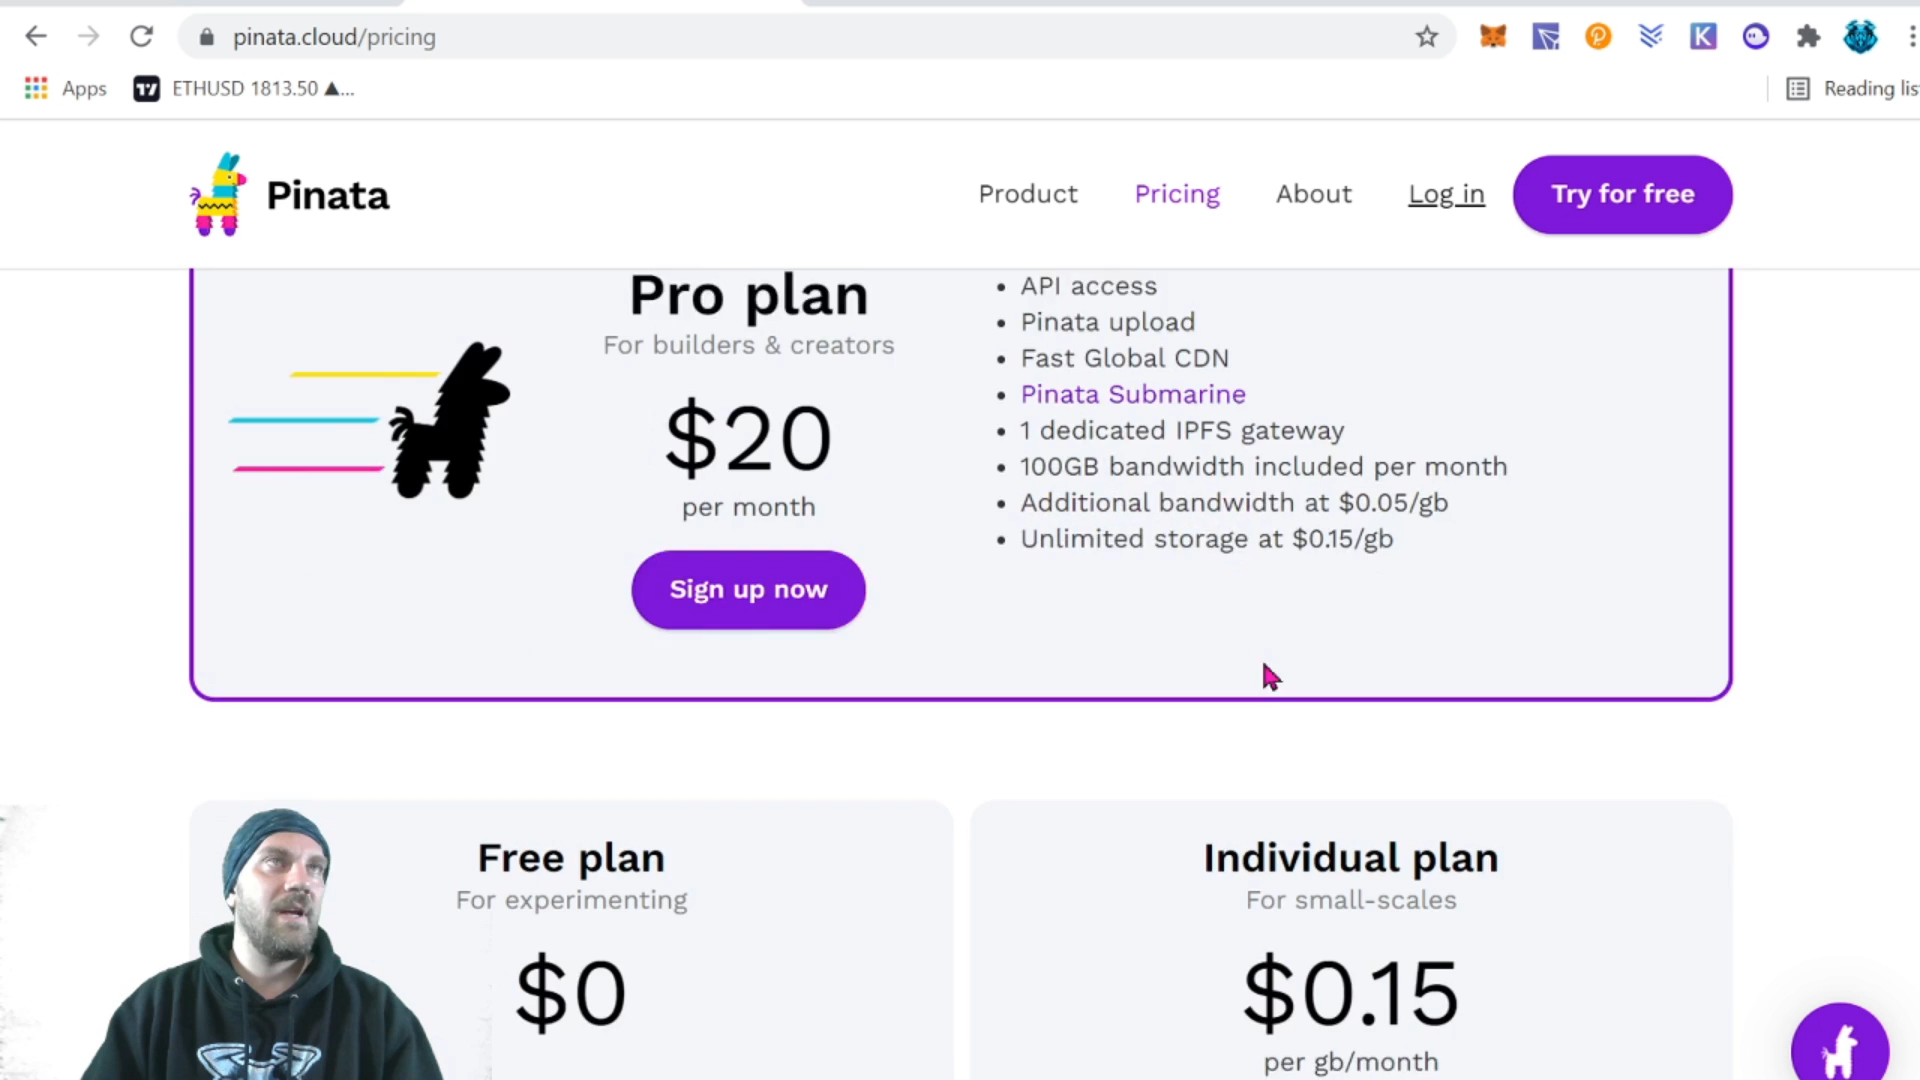 pinata.cloud/pricing
Apps
ETHUSD 1813.50 ▲...
Reading lis
Pinata
Product
Pricing
About
Log in
Try for free
Pro plan
For builders & creators
$20
per month
Sign up now
• API access
• Pinata upload
• Fast Global CDN
• Pinata Submarine
• 1 dedicated IPFS gateway
• 100GB bandwidth included per month
• Additional bandwidth at $0.05/gb
• Unlimited storage at $0.15/gb
Free plan
For experimenting
$0
Individual plan
For small-scales
$0.15
per gb/month